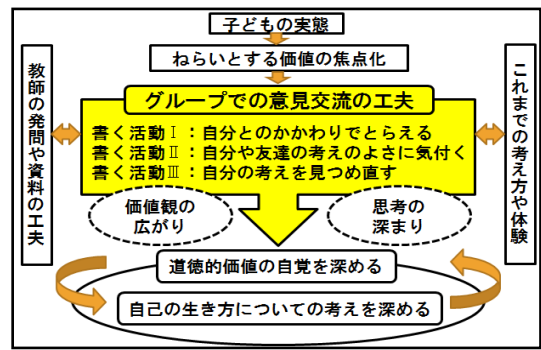 子どもの実態
ねらいとする価値の焦点化
教師の発問や資料の工夫
グループでの意見交流の工夫
書く活動Ⅰ：自分とのかかわりでとらえる
書く活動Ⅱ：自分や友達の考えのよさに気付く
書く活動Ⅲ：自分の考えを見つめ直す
これまでの考え方や体験
価値観の
広がり
思考の
深まり
道徳的価値の自覚を深める
自己の生き方についての考えを深める